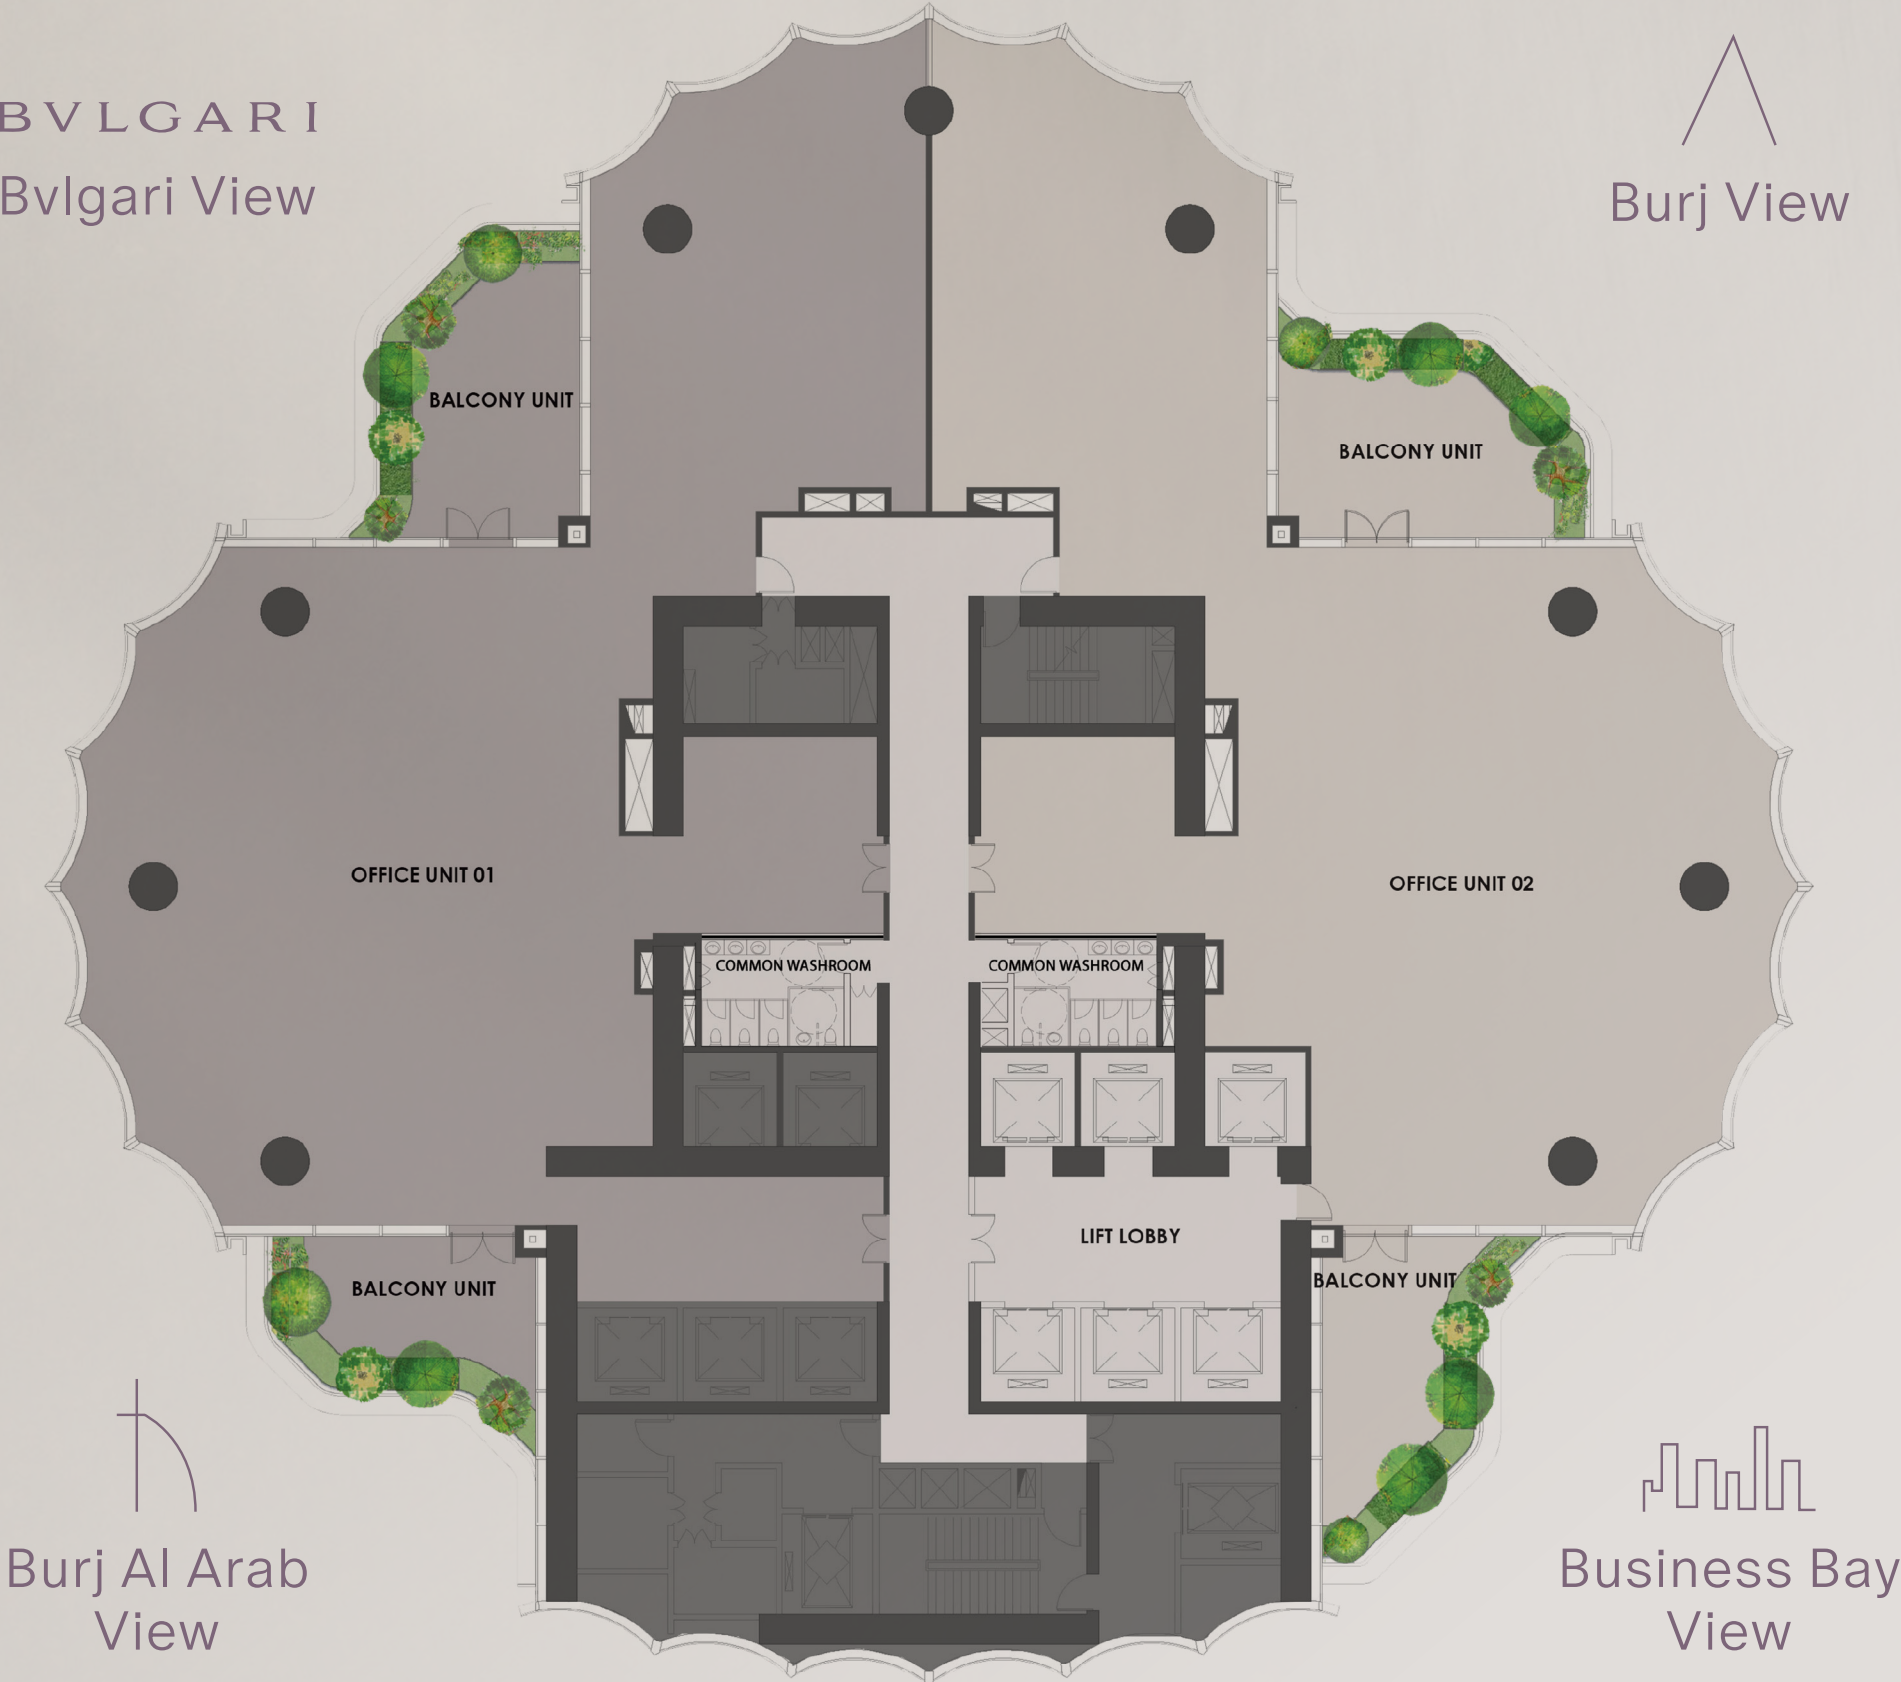 BVLGARI
Bvlgari View
Burj View
BALCONY UNIT
BALCONY UNIT
OFFICE UNIT 01
OFFICE UNIT 02
COMMON WASHROOM
COMMON WASHROOM
LIFT LOBBY
BALCONY UNIT
BALCONY UNIT
Burj Al Arab
View
Business Bay
View